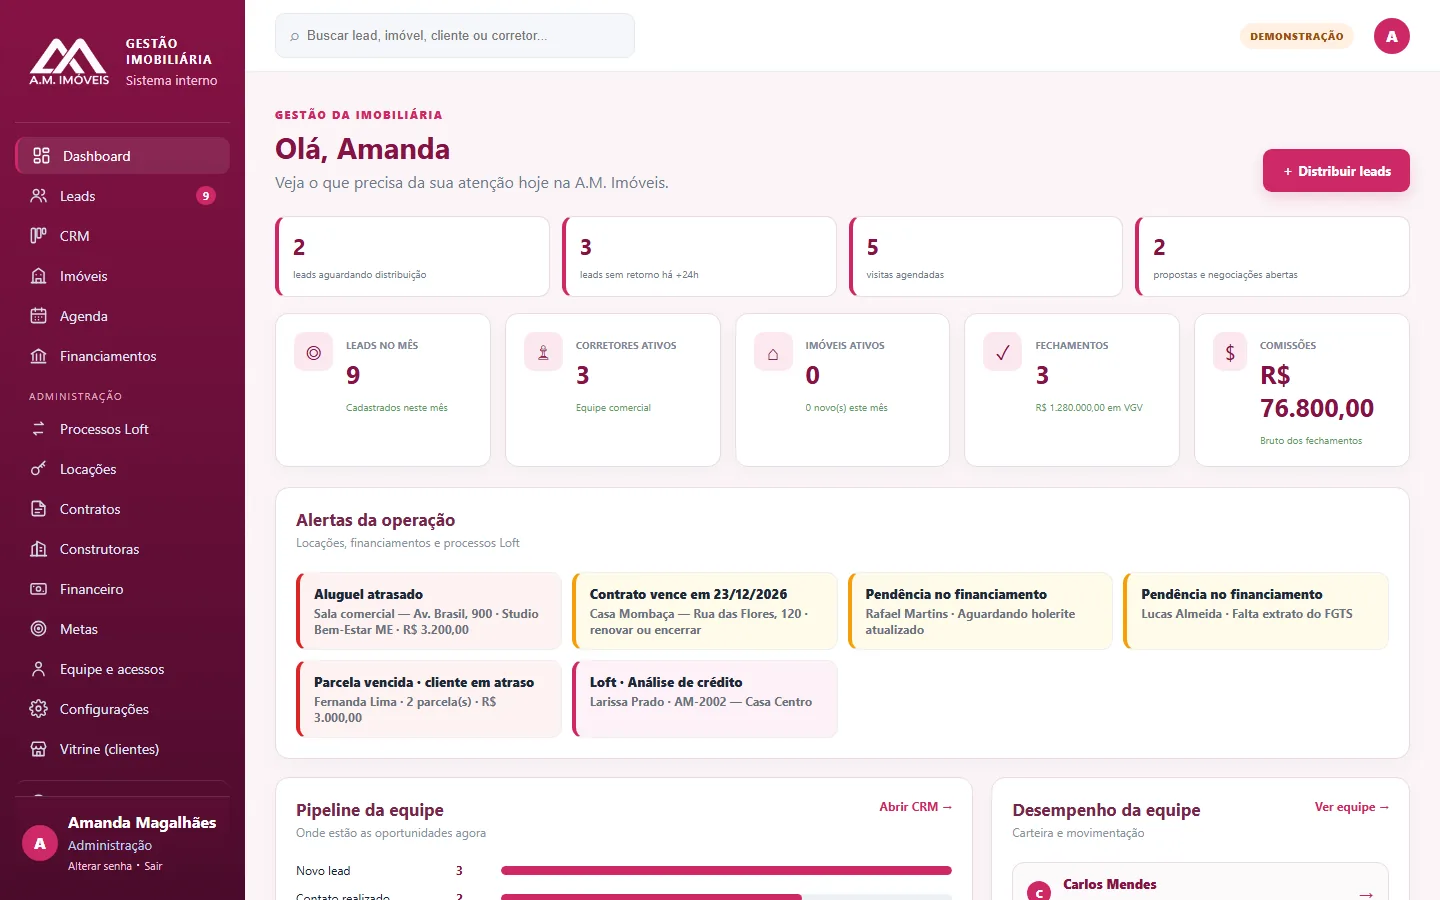 A.M. IMÓVEIS
GESTÃO
IMOBILIÁRIA
Sistema interno
Dashboard
Leads
9
CRM
Imóveis
Agenda
Financiamentos
ADMINISTRAÇÃO
Processos Loft
Locações
Contratos
Construtoras
Financeiro
Metas
Equipe e acessos
Configurações
Vitrine (clientes)
A
Amanda Magalhães
Administração
Alterar senha · Sair
Buscar lead, imóvel, cliente ou corretor...
DEMONSTRAÇÃO
A
GESTÃO DA IMOBILIÁRIA
Olá, Amanda
Veja o que precisa da sua atenção hoje na A.M. Imóveis.
+ Distribuir leads
2
leads aguardando distribuição
3
leads sem retorno há +24h
5
visitas agendadas
2
propostas e negociações abertas
LEADS NO MÊS
9
Cadastrados neste mês
CORRETORES ATIVOS
3
Equipe comercial
IMÓVEIS ATIVOS
0
0 novo(s) este mês
✓
FECHAMENTOS
3
R$ 1.280.000,00 em VGV
$
COMISSÕES
R$
76.800,00
Bruto dos fechamentos
Alertas da operação
Locações, financiamentos e processos Loft
Aluguel atrasado
Sala comercial — Av. Brasil, 900 · Studio
Bem-Estar ME · R$ 3.200,00
Contrato vence em 23/12/2026
Casa Mombaça — Rua das Flores, 120 ·
renovar ou encerrar
Pendência no financiamento
Rafael Martins · Aguardando holerite
atualizado
Pendência no financiamento
Lucas Almeida · Falta extrato do FGTS
Parcela vencida · cliente em atraso
Fernanda Lima · 2 parcela(s) · R$
3.000,00
Loft · Análise de crédito
Larissa Prado · AM-2002 — Casa Centro
Pipeline da equipe
Abrir CRM →
Onde estão as oportunidades agora
Novo lead
3
Contato realizado
2
Desempenho da equipe
Ver equipe →
Carteira e movimentação
C
Carlos Mendes
→